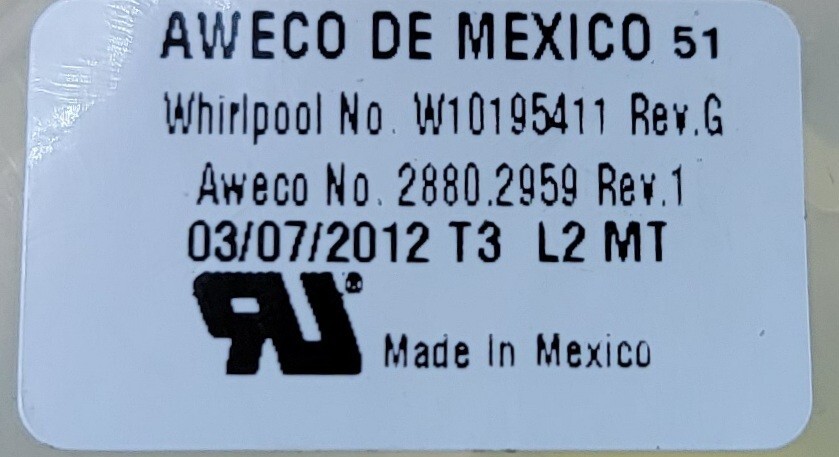 AWECO DE MEXICO 51
Whirlpool No. W10195411 Rev.G
Aweco No. 2880.2959 Rev.1
03/07/2012 T3 L2 MT
Made In Mexico